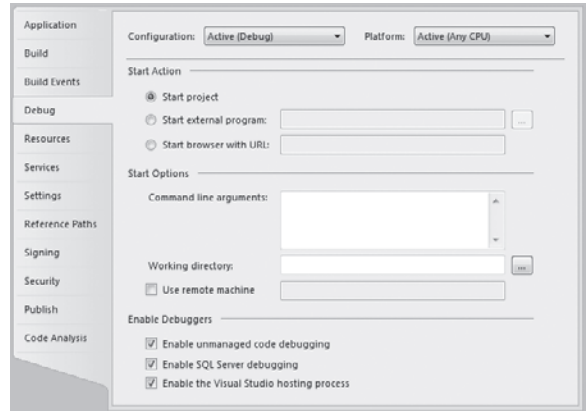 Application
Build
Build Events
Debug
Resources
Services
Settings
Reference Paths
Signing
Security
Publish
Code Analysis
Configuration: Active (Debug) Platform: Active (Any CPU)
Start Action
Start project
Start external program: ...
Start browser with URL:
Start Options
Command line arguments:
Working directory: ...
Use remote machine
Enable Debuggers
Enable unmanaged code debugging
Enable SQL Server debugging
Enable the Visual Studio hosting process